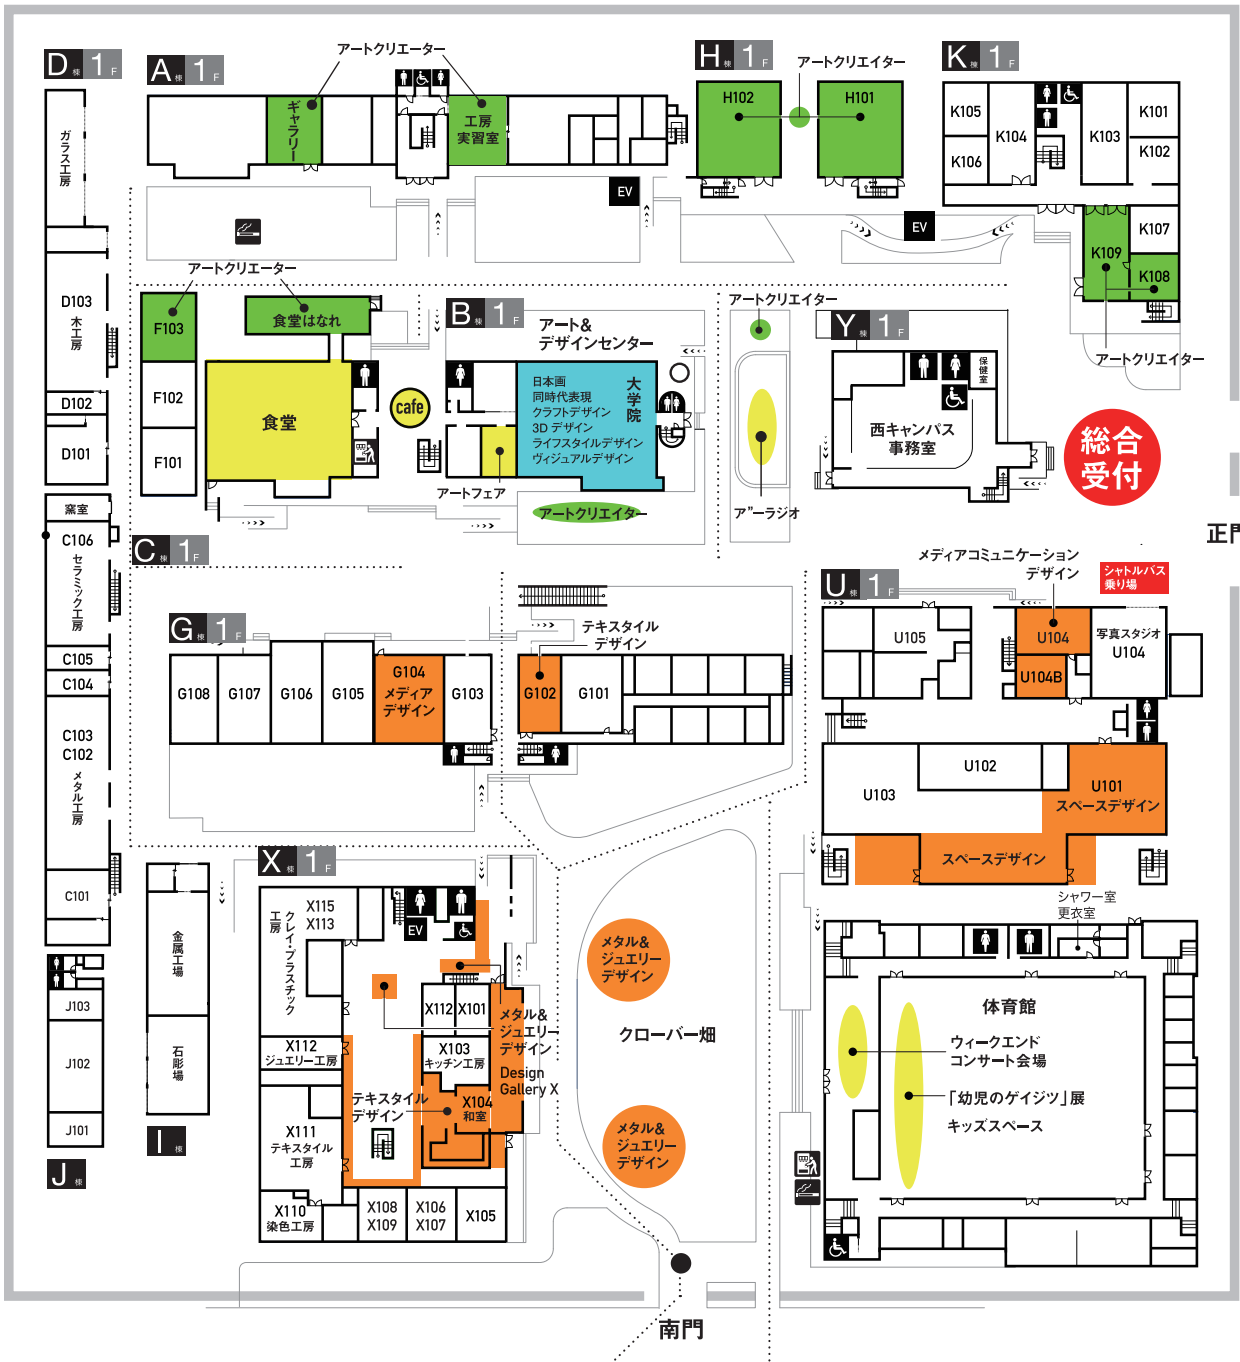 D棟 1F
A棟 1F
アートクリエーター
H棟 1F
アートクリエイター
K棟 1F
ガラス工房
ギャラリー
工房
実習室
H102
H101
K105
K106
K104
K103
K101
K102
K107
K109
K108
アートクリエイター
EV
EV
D103
木工房
D102
D101
アートクリエーター
F103
食堂はなれ
F102
F101
食堂
cafe
B棟 1F
アート&
デザインセンター
日本画
同時代表現
クラフトデザイン
3D デザイン
ライフスタイルデザイン
ヴィジュアルデザイン
大学院
アートフェア
アートクリエイター
アートクリエイター
ア"ーラジオ
Y棟 1F
保健室
西キャンパス
事務室
総合
受付
正門
シャトルバス
乗り場
窯室
C106
セラミック工房
C105
C104
C103
C102
メタル工房
C101
C棟 1F
G棟 1F
G108
G107
G106
G105
G104
メディア
デザイン
G103
テキスタイル
デザイン
G102
G101
メディアコミュニケーション
デザイン
U棟 1F
U105
U104
U104B
写真スタジオ
U104
U103
U102
U101
スペースデザイン
スペースデザイン
J103
J102
J101
J棟
金属工場
石彫場
I棟
X棟 1F
クレイ・プラスチック
工房
X115
X113
EV
X112
X101
メタル&
ジュエリー
デザイン
Design
Gallery X
X112
ジュエリー工房
X103
キッチン工房
テキスタイル
デザイン
X104
和室
X111
テキスタイル
工房
X110
染色工房
X108
X109
X106
X107
X105
メタル&
ジュエリー
デザイン
クローバー畑
メタル&
ジュエリー
デザイン
シャワー室
更衣室
体育館
ウィークエンド
コンサート会場
「幼児のゲイジツ」展
キッズスペース
南門